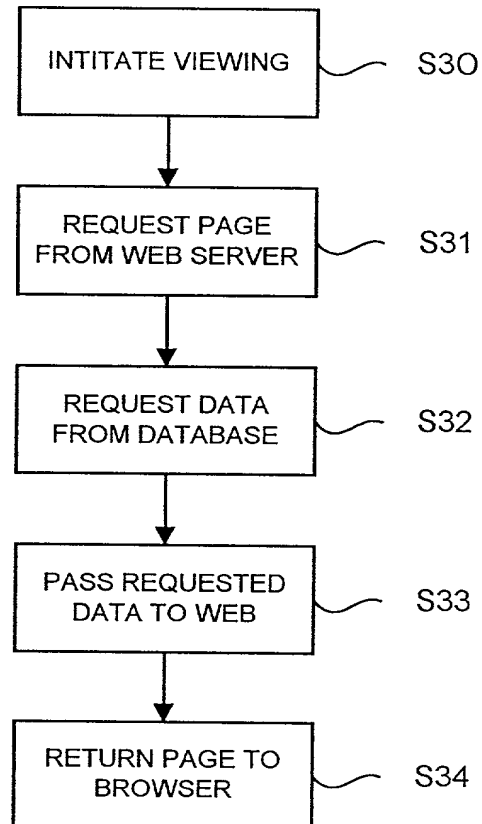 INTITATE VIEWING
S30
REQUEST PAGE
FROM WEB SERVER
S31
REQUEST DATA
FROM DATABASE
S32
PASS REQUESTED
DATA TO WEB
S33
RETURN PAGE TO
BROWSER
S34